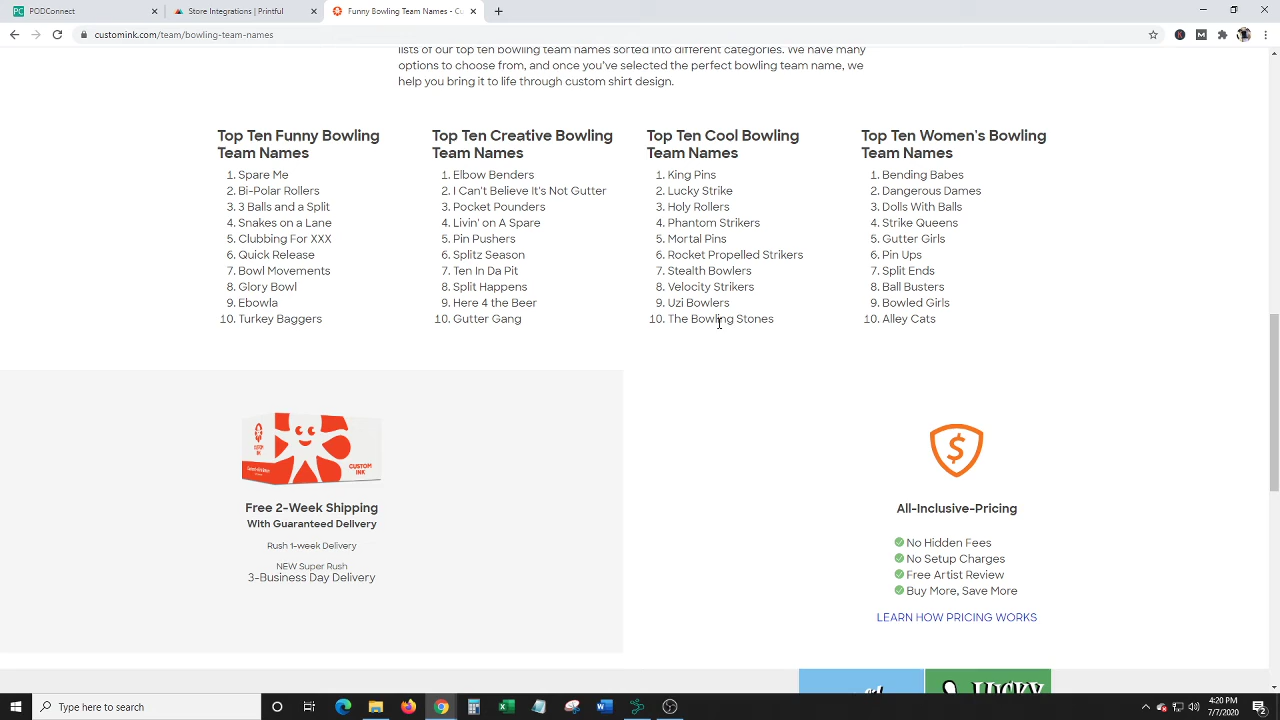 PODConnect
Store Integrations | Printful
Funny Bowling Team Names - C
customink.com/team/bowling-team-names
lists of our top ten bowling team names sorted into different categories. We have many
options to choose from, and once you've selected the perfect bowling team name, we
help you bring it to life through custom shirt design.
Top Ten Funny Bowling
Team Names
1. Spare Me
2. Bi-Polar Rollers
3. 3 Balls and a Split
4. Snakes on a Lane
5. Clubbing For XXX
6. Quick Release
7. Bowl Movements
8. Glory Bowl
9. Ebowla
10. Turkey Baggers
Top Ten Creative Bowling
Team Names
1. Elbow Benders
2. I Can't Believe It's Not Gutter
3. Pocket Pounders
4. Livin' on A Spare
5. Pin Pushers
6. Splitz Season
7. Ten In Da Pit
8. Split Happens
9. Here 4 the Beer
10. Gutter Gang
Top Ten Cool Bowling
Team Names
1. King Pins
2. Lucky Strike
3. Holy Rollers
4. Phantom Strikers
5. Mortal Pins
6. Rocket Propelled Strikers
7. Stealth Bowlers
8. Velocity Strikers
9. Uzi Bowlers
10. The Bowling Stones
Top Ten Women's Bowling
Team Names
1. Bending Babes
2. Dangerous Dames
3. Dolls With Balls
4. Strike Queens
5. Gutter Girls
6. Pin Ups
7. Split Ends
8. Ball Busters
9. Bowled Girls
10. Alley Cats
CUSTOM
INK
Free 2-Week Shipping
With Guaranteed Delivery
Rush 1-week Delivery
NEW Super Rush
3-Business Day Delivery
$
All-Inclusive-Pricing
No Hidden Fees
No Setup Charges
Free Artist Review
Buy More, Save More
LEARN HOW PRICING WORKS
LUCKY
Type here to search
4:20 PM
7/7/2020